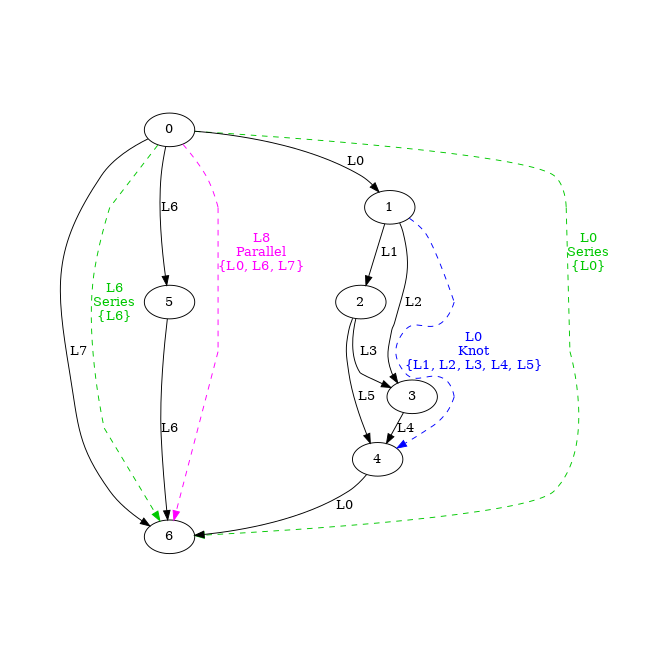 0
L0
1
L6
L8
Parallel
{L0, L6, L7}
L1
L0
Series
{L0}
L6
Series
{L6}
5
2
L2
L7
L3
L0
Knot
{L1, L2, L3, L4, L5}
L5
3
L6
L4
4
L0
6